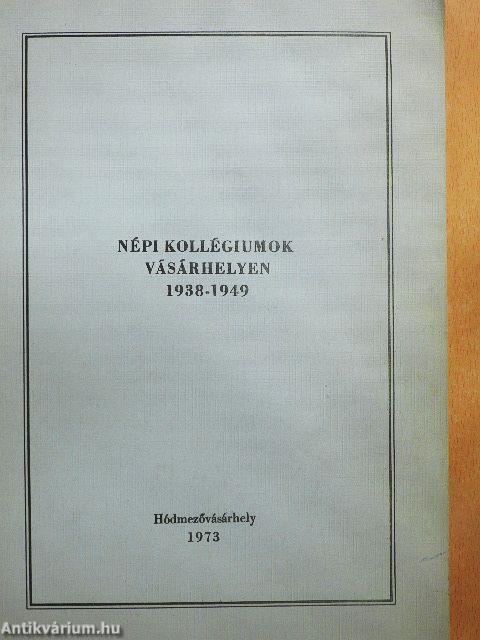 NÉPI KOLLÉGIUMOK
VÁSÁRHELYEN
1938-1949
Hódmezővásárhely
1973
Antikvárium.hu